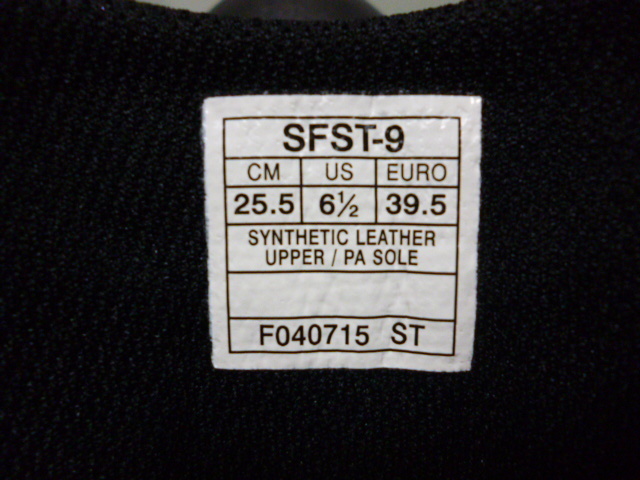 SFST-9
CM US EURO
25.5 6½ 39.5
SYNTHETIC LEATHER
UPPER / PA SOLE
F040715 ST